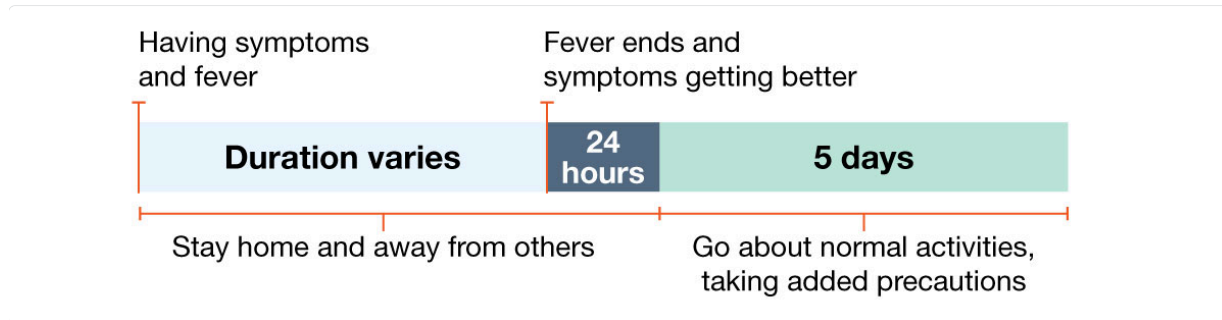 Having symptoms
and fever
Fever ends and
symptoms getting better
Duration varies
24
hours
5 days
Stay home and away from others
Go about normal activities,
taking added precautions